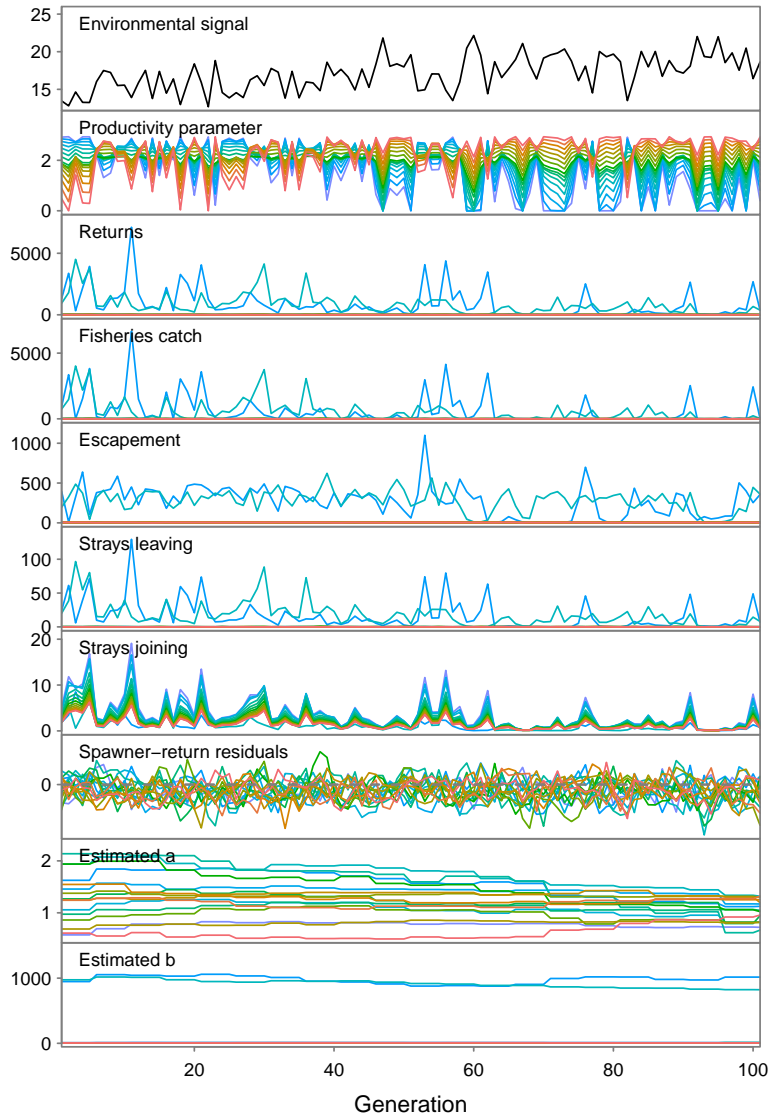 Environmental signal
25
20
15
Productivity parameter
2
0
Returns
5000
0
Fisheries catch
5000
0
Escapement
1000
500
0
Strays leaving
100
50
0
Strays joining
20
10
0
Spawner−return residuals
0
Estimated a
2
1
Estimated b
1000
0
20 40 60 80 100
Generation